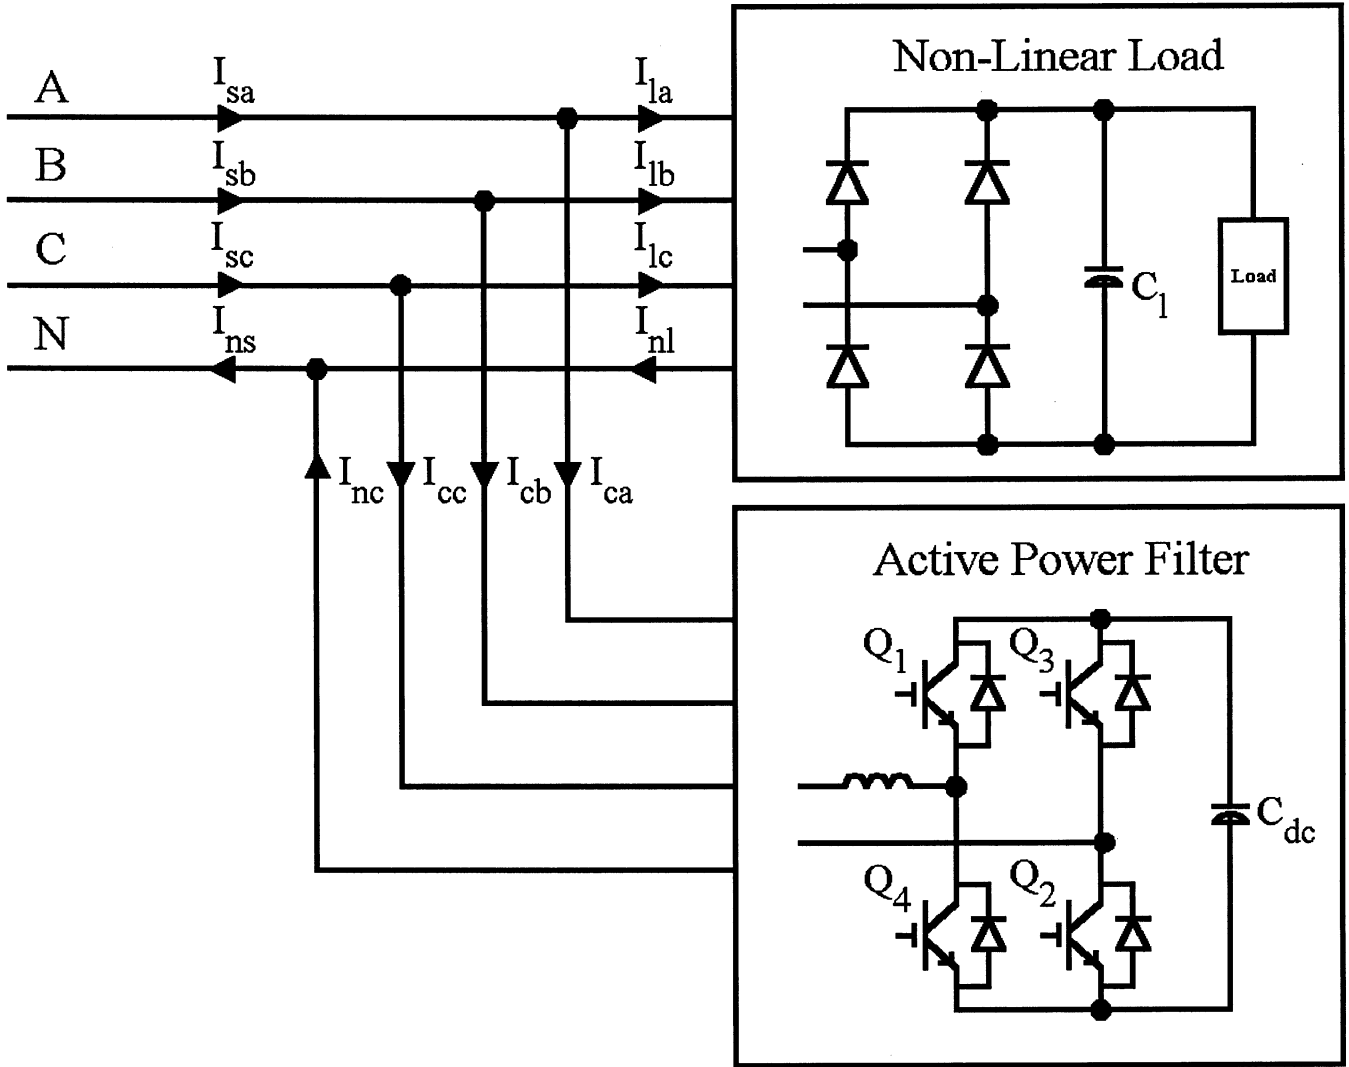 Non-Linear Load
A
I_sa
I_la
B
I_sb
I_lb
C
I_sc
I_lc
N
I_ns
I_nl
C_l
Load
I_nc
I_cc
I_cb
I_ca
Active Power Filter
Q_1
Q_3
C_dc
Q_4
Q_2